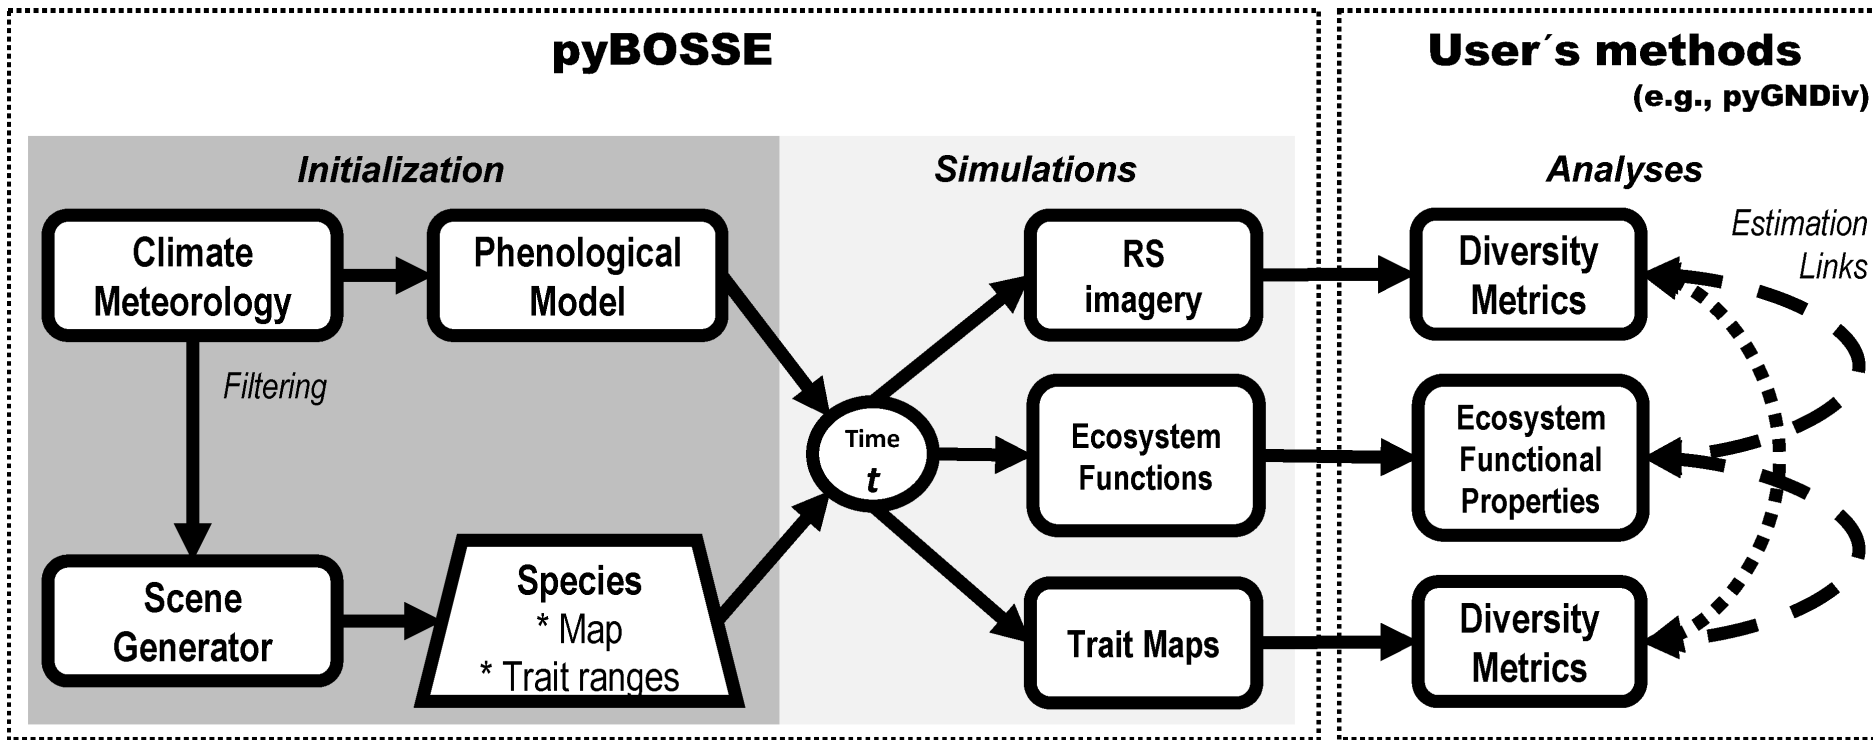 pyBOSSE
User´s methods
(e.g., pyGNDiv)
Initialization
Simulations
Analyses
Climate
Meteorology
Phenological
Model
RS
imagery
Diversity
Metrics
Estimation
Links
Filtering
Time
t
Ecosystem
Functions
Ecosystem
Functional
Properties
Scene
Generator
Species
* Map
* Trait ranges
Trait Maps
Diversity
Metrics